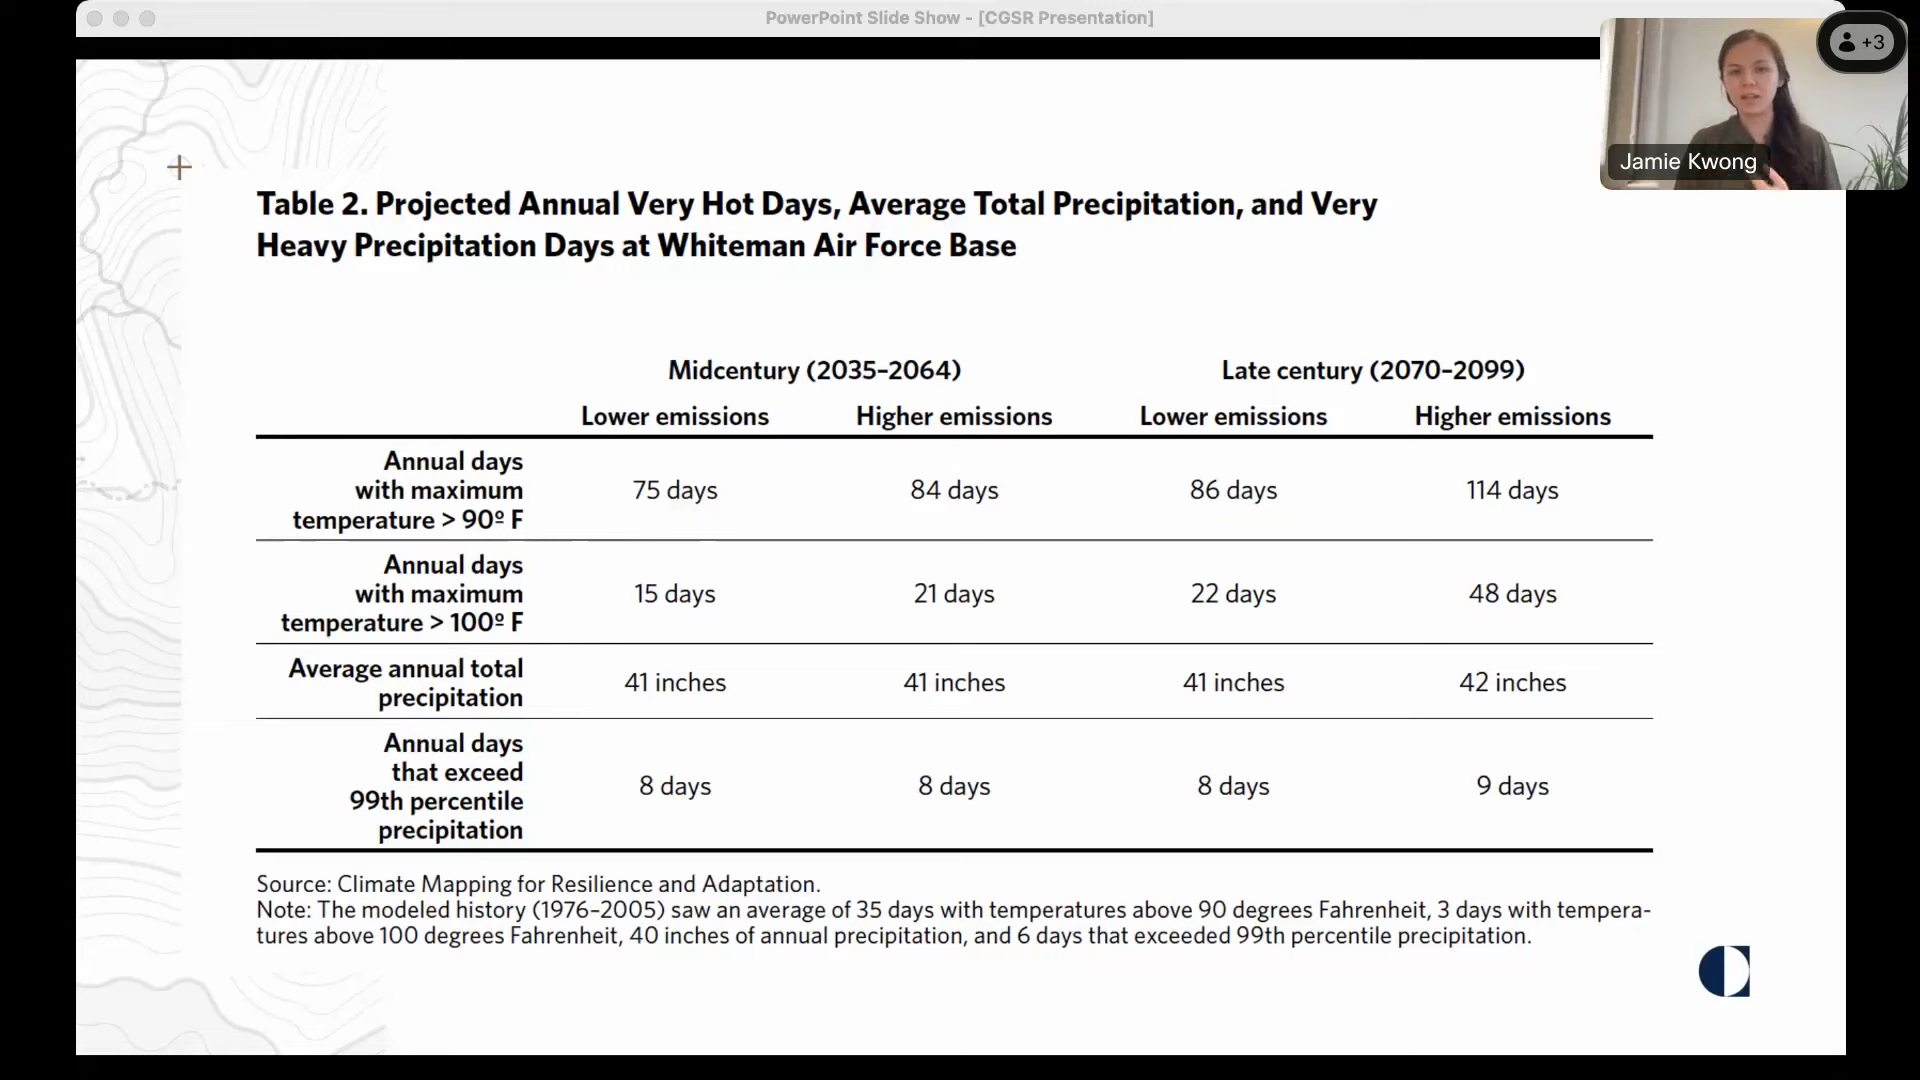 PowerPoint Slide Show - [CGSR Presentation]
+3
Jamie Kwong
Table 2. Projected Annual Very Hot Days, Average Total Precipitation, and Very
Heavy Precipitation Days at Whiteman Air Force Base
Midcentury (2035–2064) Late century (2070–2099)
Lower emissions Higher emissions Lower emissions Higher emissions
Annual days
with maximum
temperature > 90º F
75 days 84 days 86 days 114 days
Annual days
with maximum
temperature > 100º F
15 days 21 days 22 days 48 days
Average annual total
precipitation
41 inches 41 inches 41 inches 42 inches
Annual days
that exceed
99th percentile
precipitation
8 days 8 days 8 days 9 days
Source: Climate Mapping for Resilience and Adaptation.
Note: The modeled history (1976–2005) saw an average of 35 days with temperatures above 90 degrees Fahrenheit, 3 days with tempera-
tures above 100 degrees Fahrenheit, 40 inches of annual precipitation, and 6 days that exceeded 99th percentile precipitation.